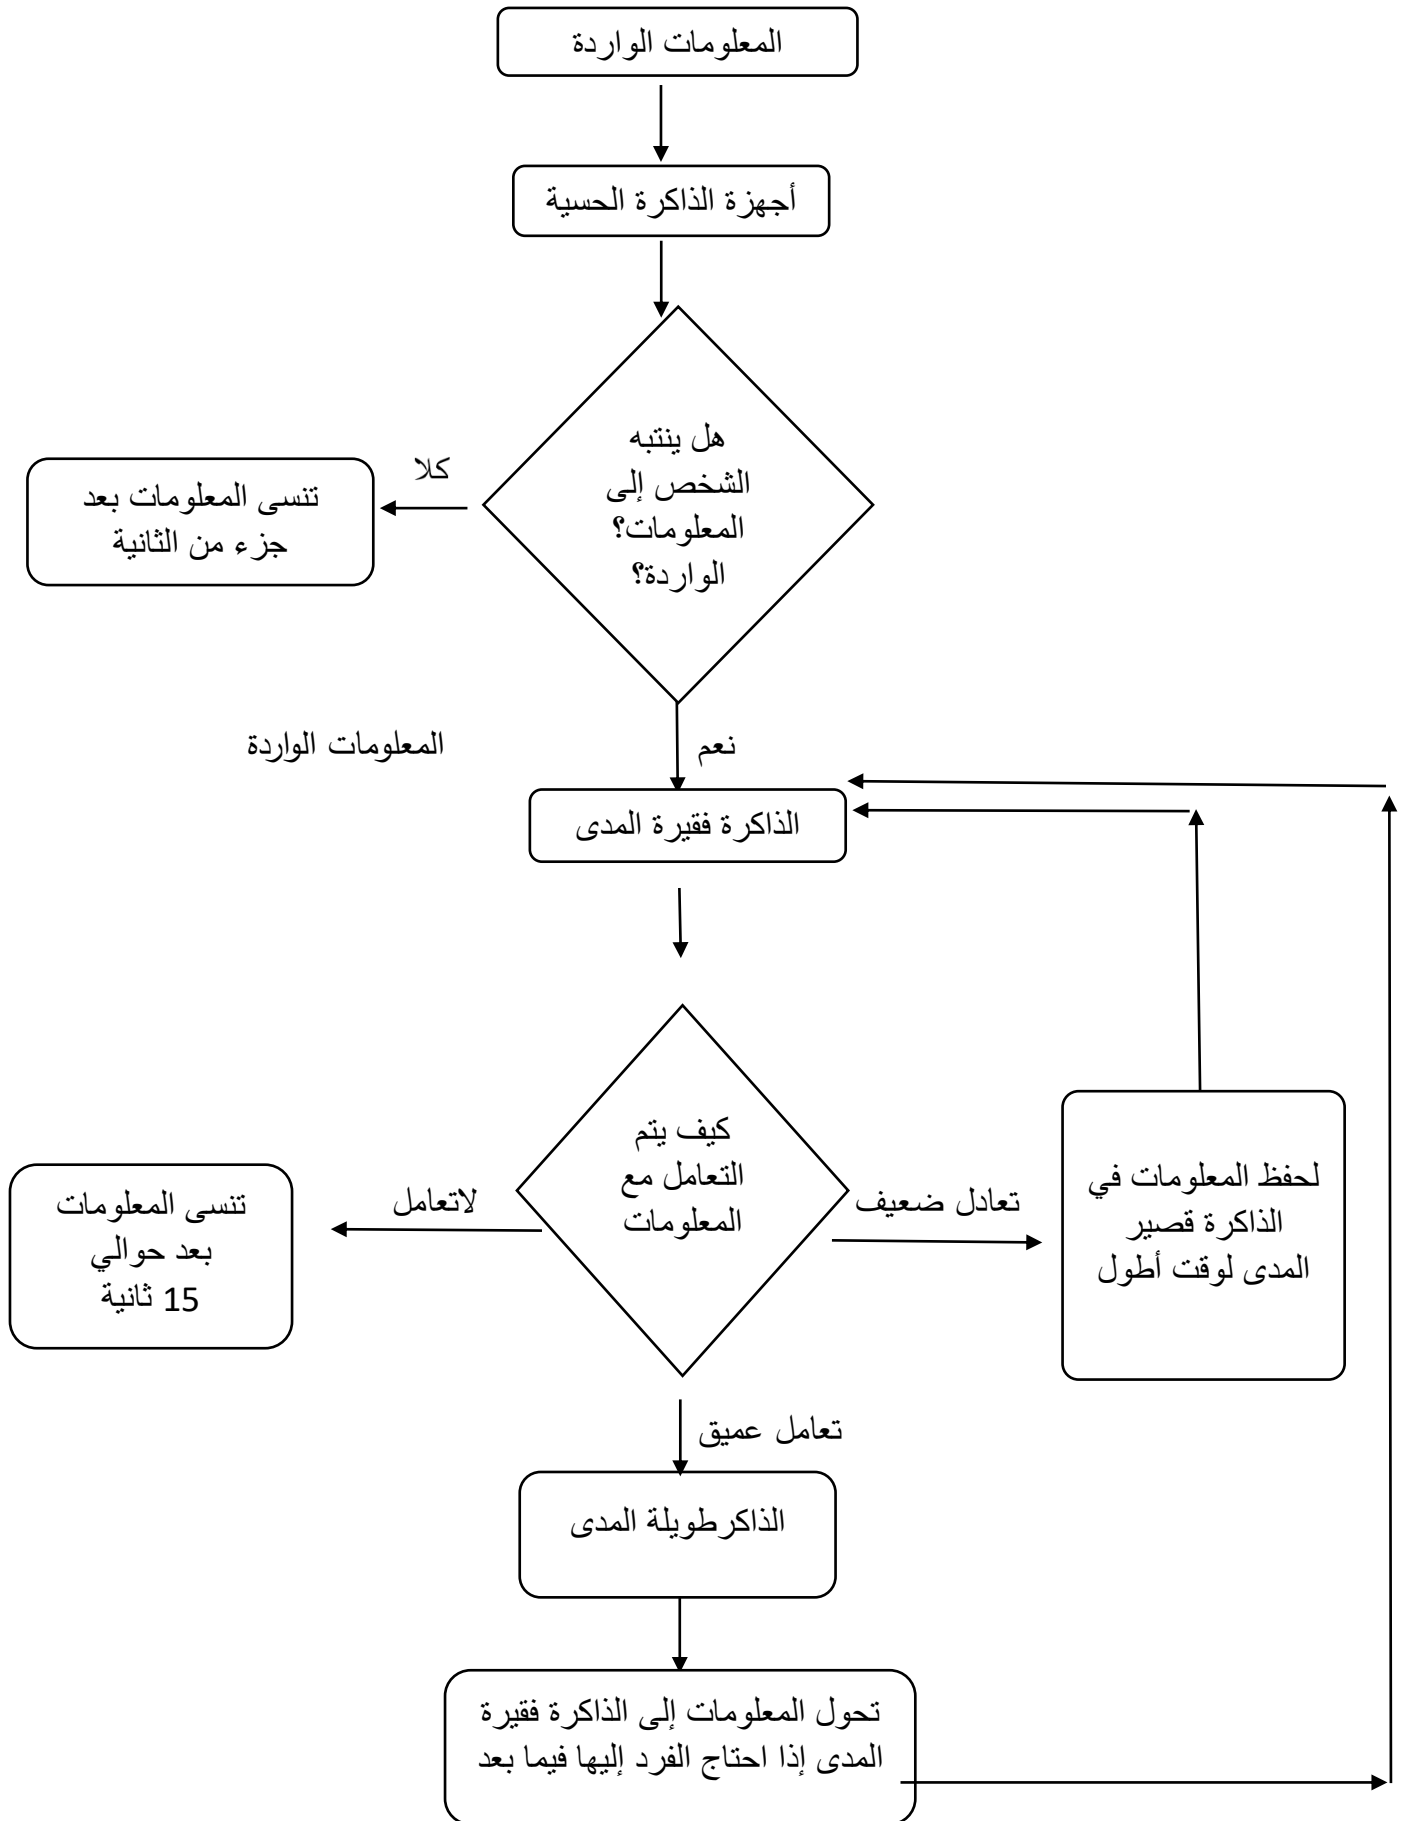 المعلومات الواردة
أجهزة الذاكرة الحسية
هل ينتبه
الشخص إلى
المعلومات؟
الواردة؟
كلا
تنسى المعلومات بعد
جزء من الثانية
نعم
المعلومات الواردة
الذاكرة فقيرة المدى
كيف يتم
التعامل مع
المعلومات
تعادل ضعيف
لحفظ المعلومات في
الذاكرة قصير
المدى لوقت أطول
لاتعامل
تنسى المعلومات
بعد حوالي
15 ثانية
تعامل عميق
الذاكرطويلة المدى
تحول المعلومات إلى الذاكرة فقيرة
المدى إذا احتاج الفرد إليها فيما بعد